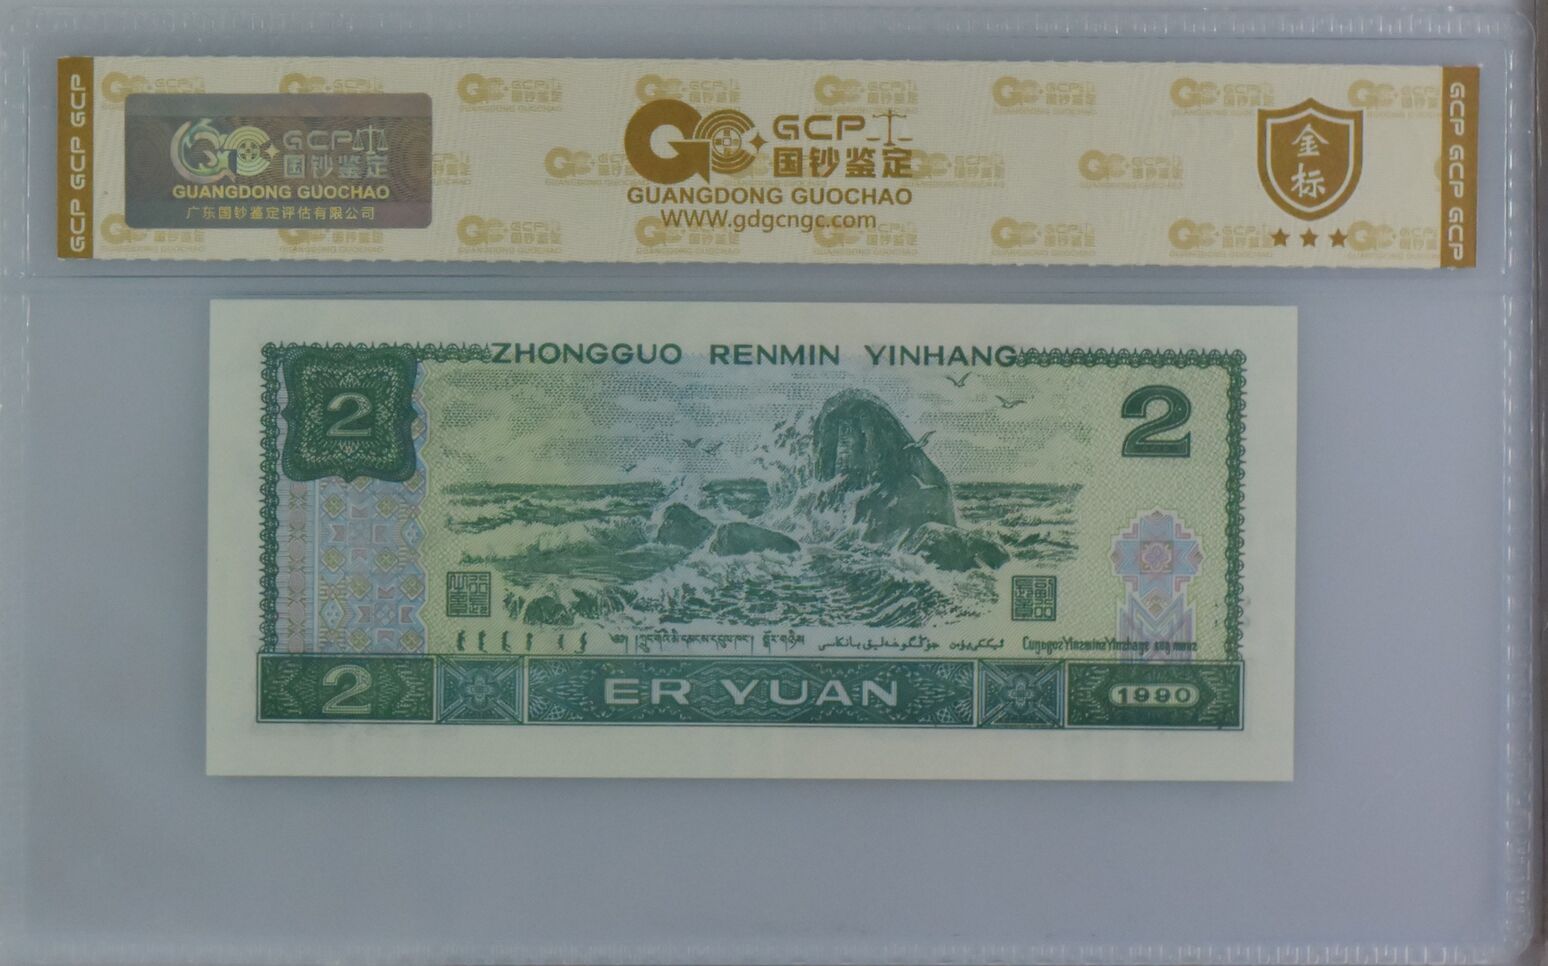 GCP GCP GCP
GCP
国钞鉴定
GUANGDONG GUOCHAO
广东国钞鉴定评估有限公司
GCP
国钞鉴定
GUANGDONG GUOCHAO
WWW.gdgcngc.com
金标
GCP GCP GCP
ZHONGGUO RENMIN YINHANG
2
2
2
ER YUAN
1990